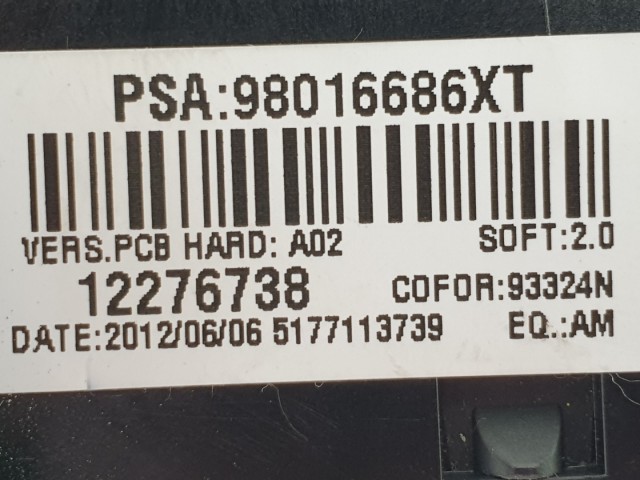 PSA:98016686XT
VERS.PCB HARD: A02 SOFT:2.0
12276738 COFOR:93324N
DATE:2012/06/06 5177113739 EQ.:AM